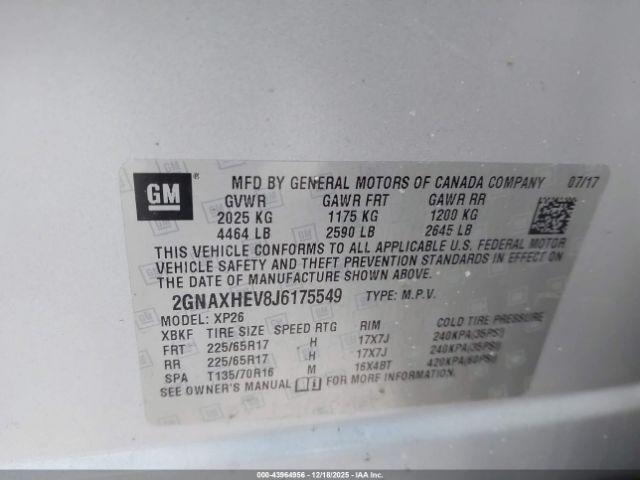 GM ® MFD BY GENERAL MOTORS OF CANADA COMPANY 07/17
GVWR GAWR FRT GAWR RR
2025 KG 1175 KG 1200 KG
4464 LB 2590 LB 2645 LB
THIS VEHICLE CONFORMS TO ALL APPLICABLE U.S. FEDERAL MOTOR
VEHICLE SAFETY AND THEFT PREVENTION STANDARDS IN EFFECT ON
THE DATE OF MANUFACTURE SHOWN ABOVE.
2GNAXHEV8J6175549 TYPE: M.P.V.
MODEL: XP26
XBKF TIRE SIZE SPEED RTG RIM COLD TIRE PRESSURE
FRT 225/65R17 H 17X7J 240KPA(35PSI)
RR 225/65R17 H 17X7J 240KPA(35PSI)
SPA T135/70R16 M 16X4BT 420KPA(60PSI)
SEE OWNER'S MANUAL FOR MORE INFORMATION.
000-43964956 - 12/18/2025 - IAA Inc.